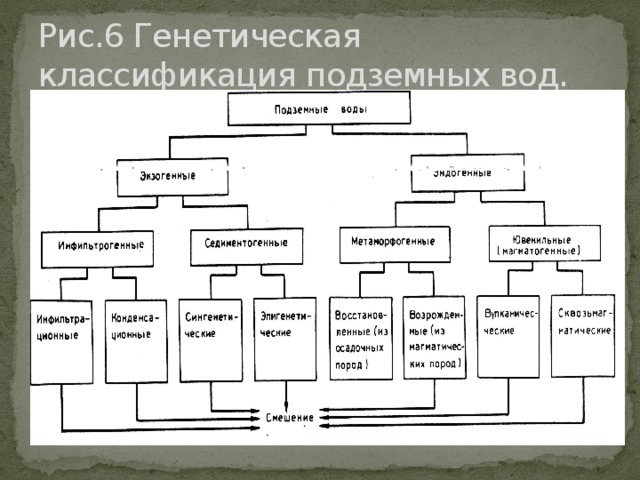 Рис.6 Генетическая
классификация подземных вод.
Подземные воды
Экзогенные
Эндогенные
Инфильтрогенные
Седиментогенные
Метаморфогенные
Ювенильные
(магматогенные)
Инфильтра-
ционные
Конденса-
ционные
Сингенети-
ческие
Эпигенети-
ческие
Восстанов-
ленные (из
осадочных
пород)
Возрожден-
ные (из
магматичес-
ких пород)
Вулканичес-
ческие
Сквозьмаг-
матические
Смешение